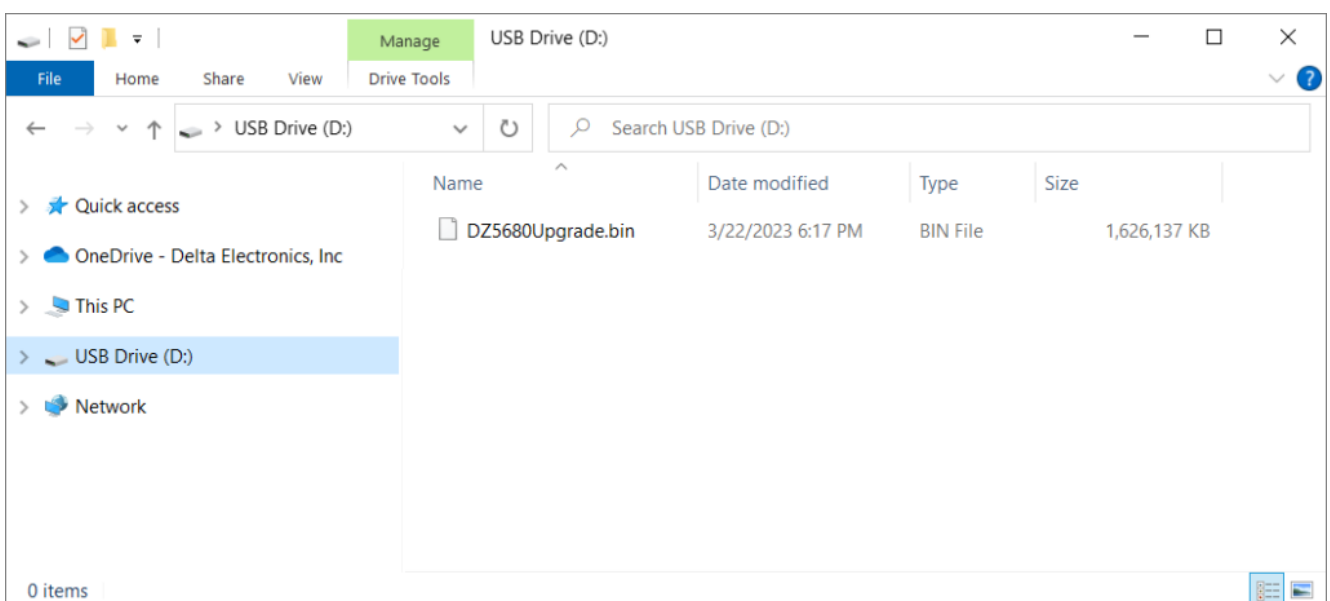 Manage USB Drive (D:)
File Home Share View Drive Tools ?
USB Drive (D:) Search USB Drive (D:)
Name Date modified Type Size
Quick access
DZ5680Upgrade.bin 3/22/2023 6:17 PM BIN File 1,626,137 KB
OneDrive - Delta Electronics, Inc
This PC
USB Drive (D:)
Network
0 items